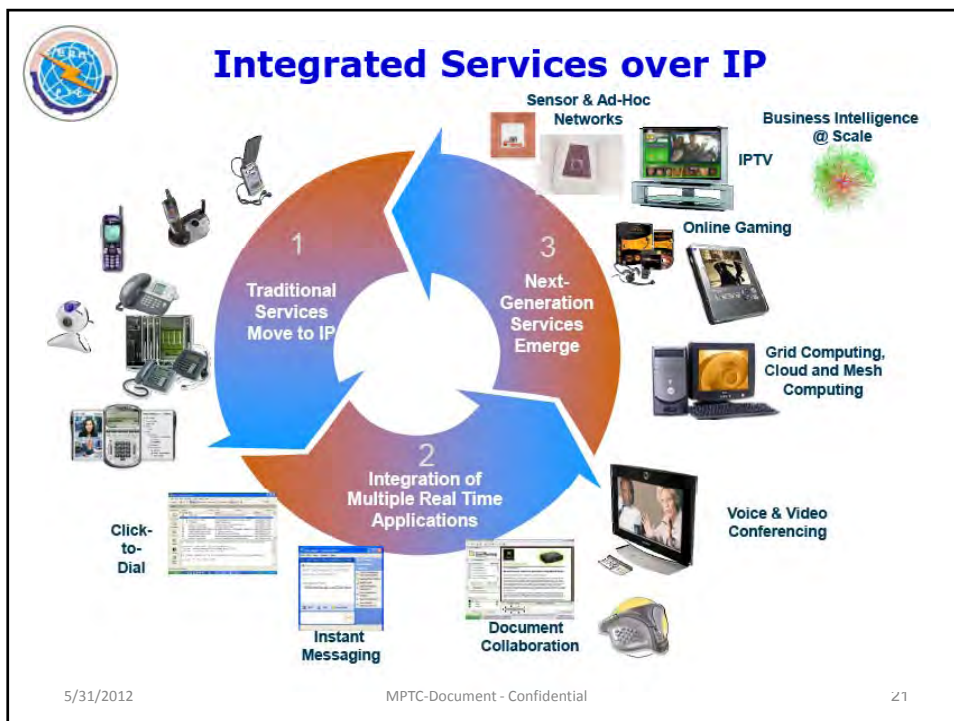 Integrated Services over IP
Sensor & Ad-Hoc
Networks
Business Intelligence
@ Scale
IPTV
Online Gaming
1
Traditional
Services
Move to IP
3
Next-
Generation
Services
Emerge
Grid Computing,
Cloud and Mesh
Computing
2
Integration of
Multiple Real Time
Applications
Voice & Video
Conferencing
Click-
to-
Dial
Instant
Messaging
Document
Collaboration
5/31/2012
MPTC-Document - Confidential
21